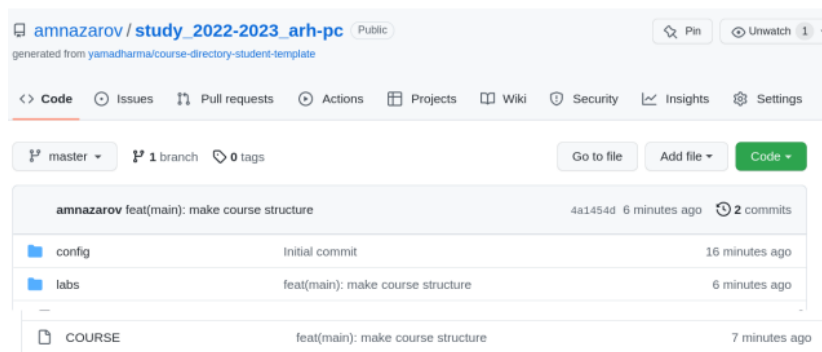 amnazarov / study_2022-2023_arh-pc Public Pin Unwatch 1
generated from yamadharma/course-directory-student-template
Code Issues Pull requests Actions Projects Wiki Security Insights Settings
master 1 branch 0 tags Go to file Add file Code
amnazarov feat(main): make course structure 4a1454d 6 minutes ago 2 commits
config Initial commit 16 minutes ago
labs feat(main): make course structure 6 minutes ago
COURSE feat(main): make course structure 7 minutes ago